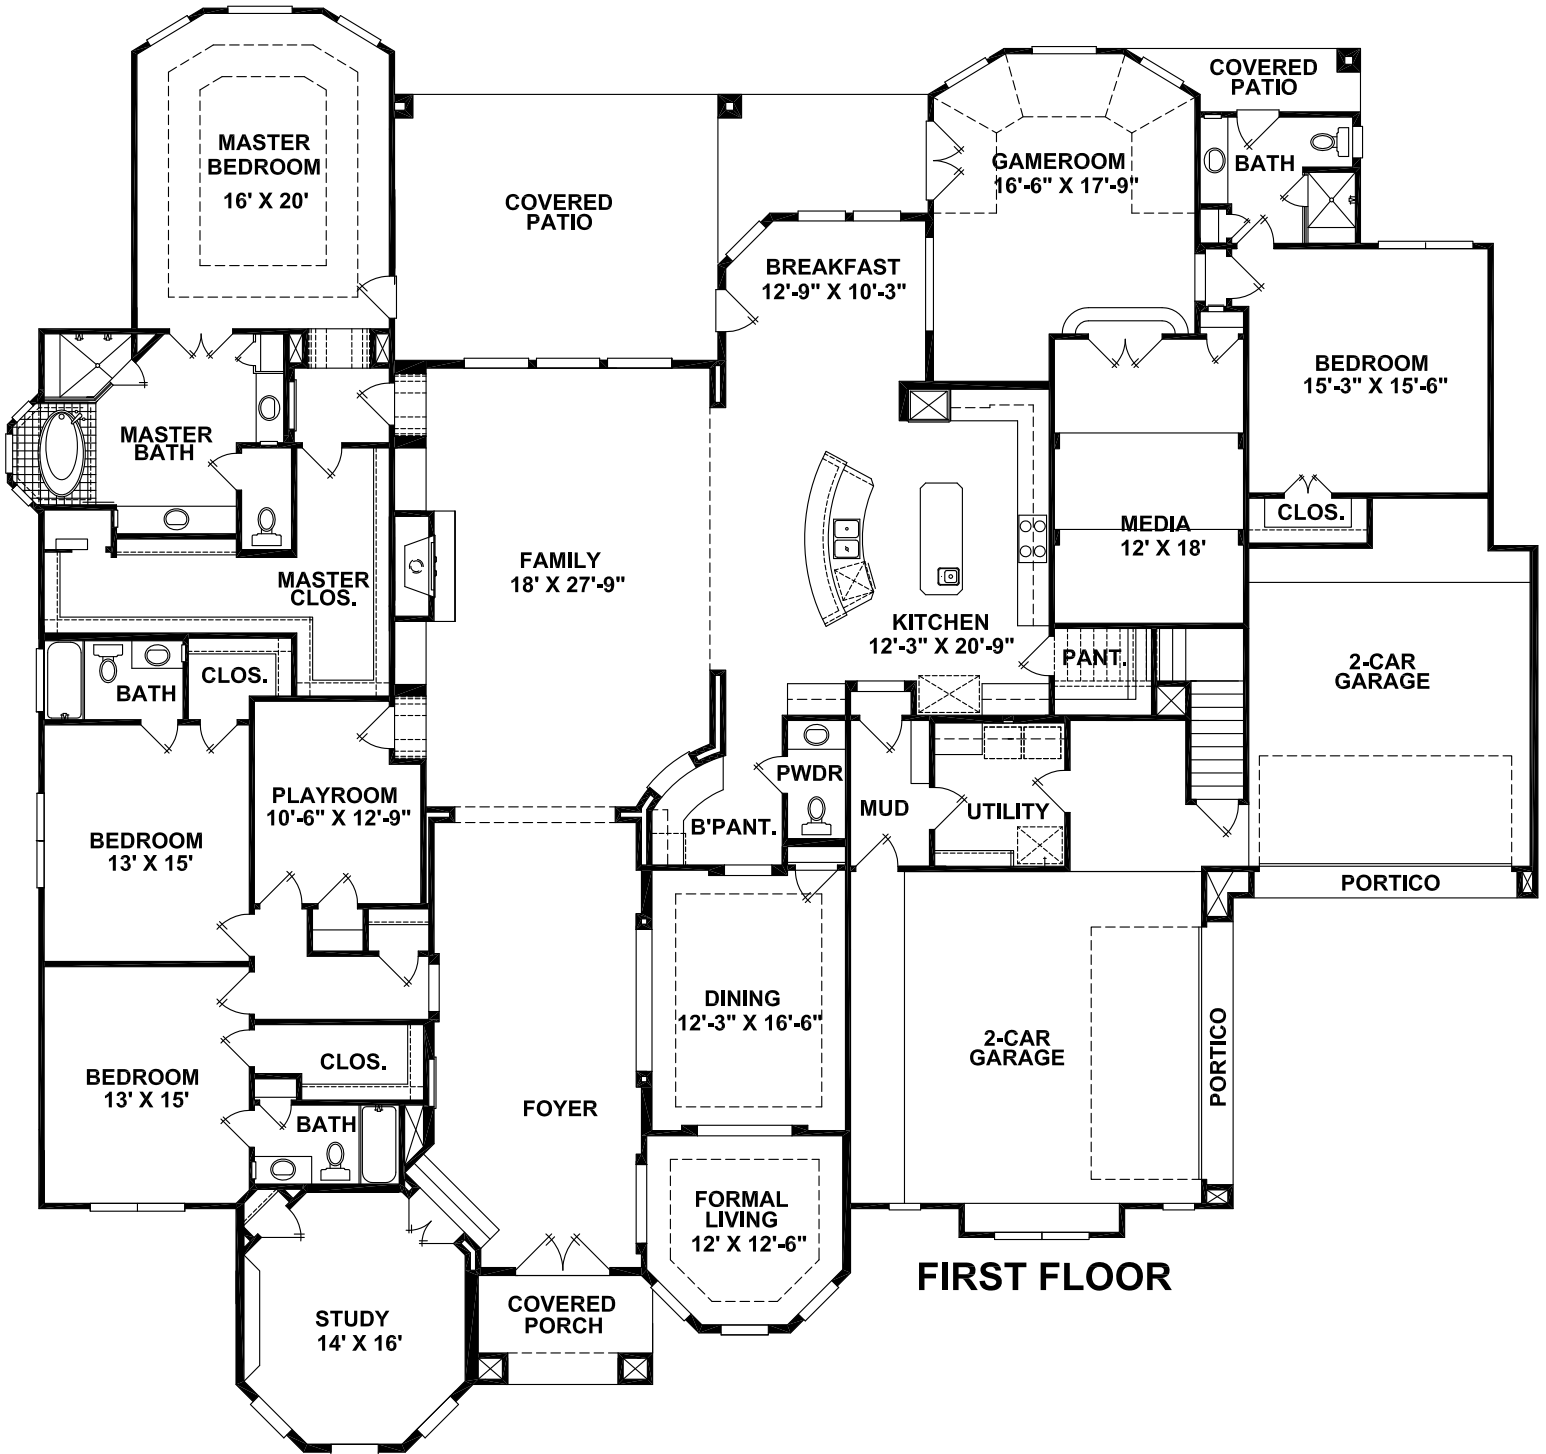 COVERED
PATIO
MASTER
BEDROOM
16' X 20'
COVERED
PATIO
GAMEROOM
16'-6" X 17'-9"
BATH
BREAKFAST
12'-9" X 10'-3"
BEDROOM
15'-3" X 15'-6"
MASTER
BATH
CLOS.
MEDIA
12' X 18'
FAMILY
18' X 27'-9"
MASTER
CLOS.
KITCHEN
12'-3" X 20'-9"
PANT.
2-CAR
GARAGE
BATH
CLOS.
PWDR
PLAYROOM
10'-6" X 12'-9"
MUD
UTILITY
B'PANT.
BEDROOM
13' X 15'
PORTICO
DINING
12'-3" X 16'-6"
2-CAR
GARAGE
PORTICO
CLOS.
BEDROOM
13' X 15'
FOYER
BATH
FORMAL
LIVING
12' X 12'-6"
FIRST FLOOR
COVERED
PORCH
STUDY
14' X 16'